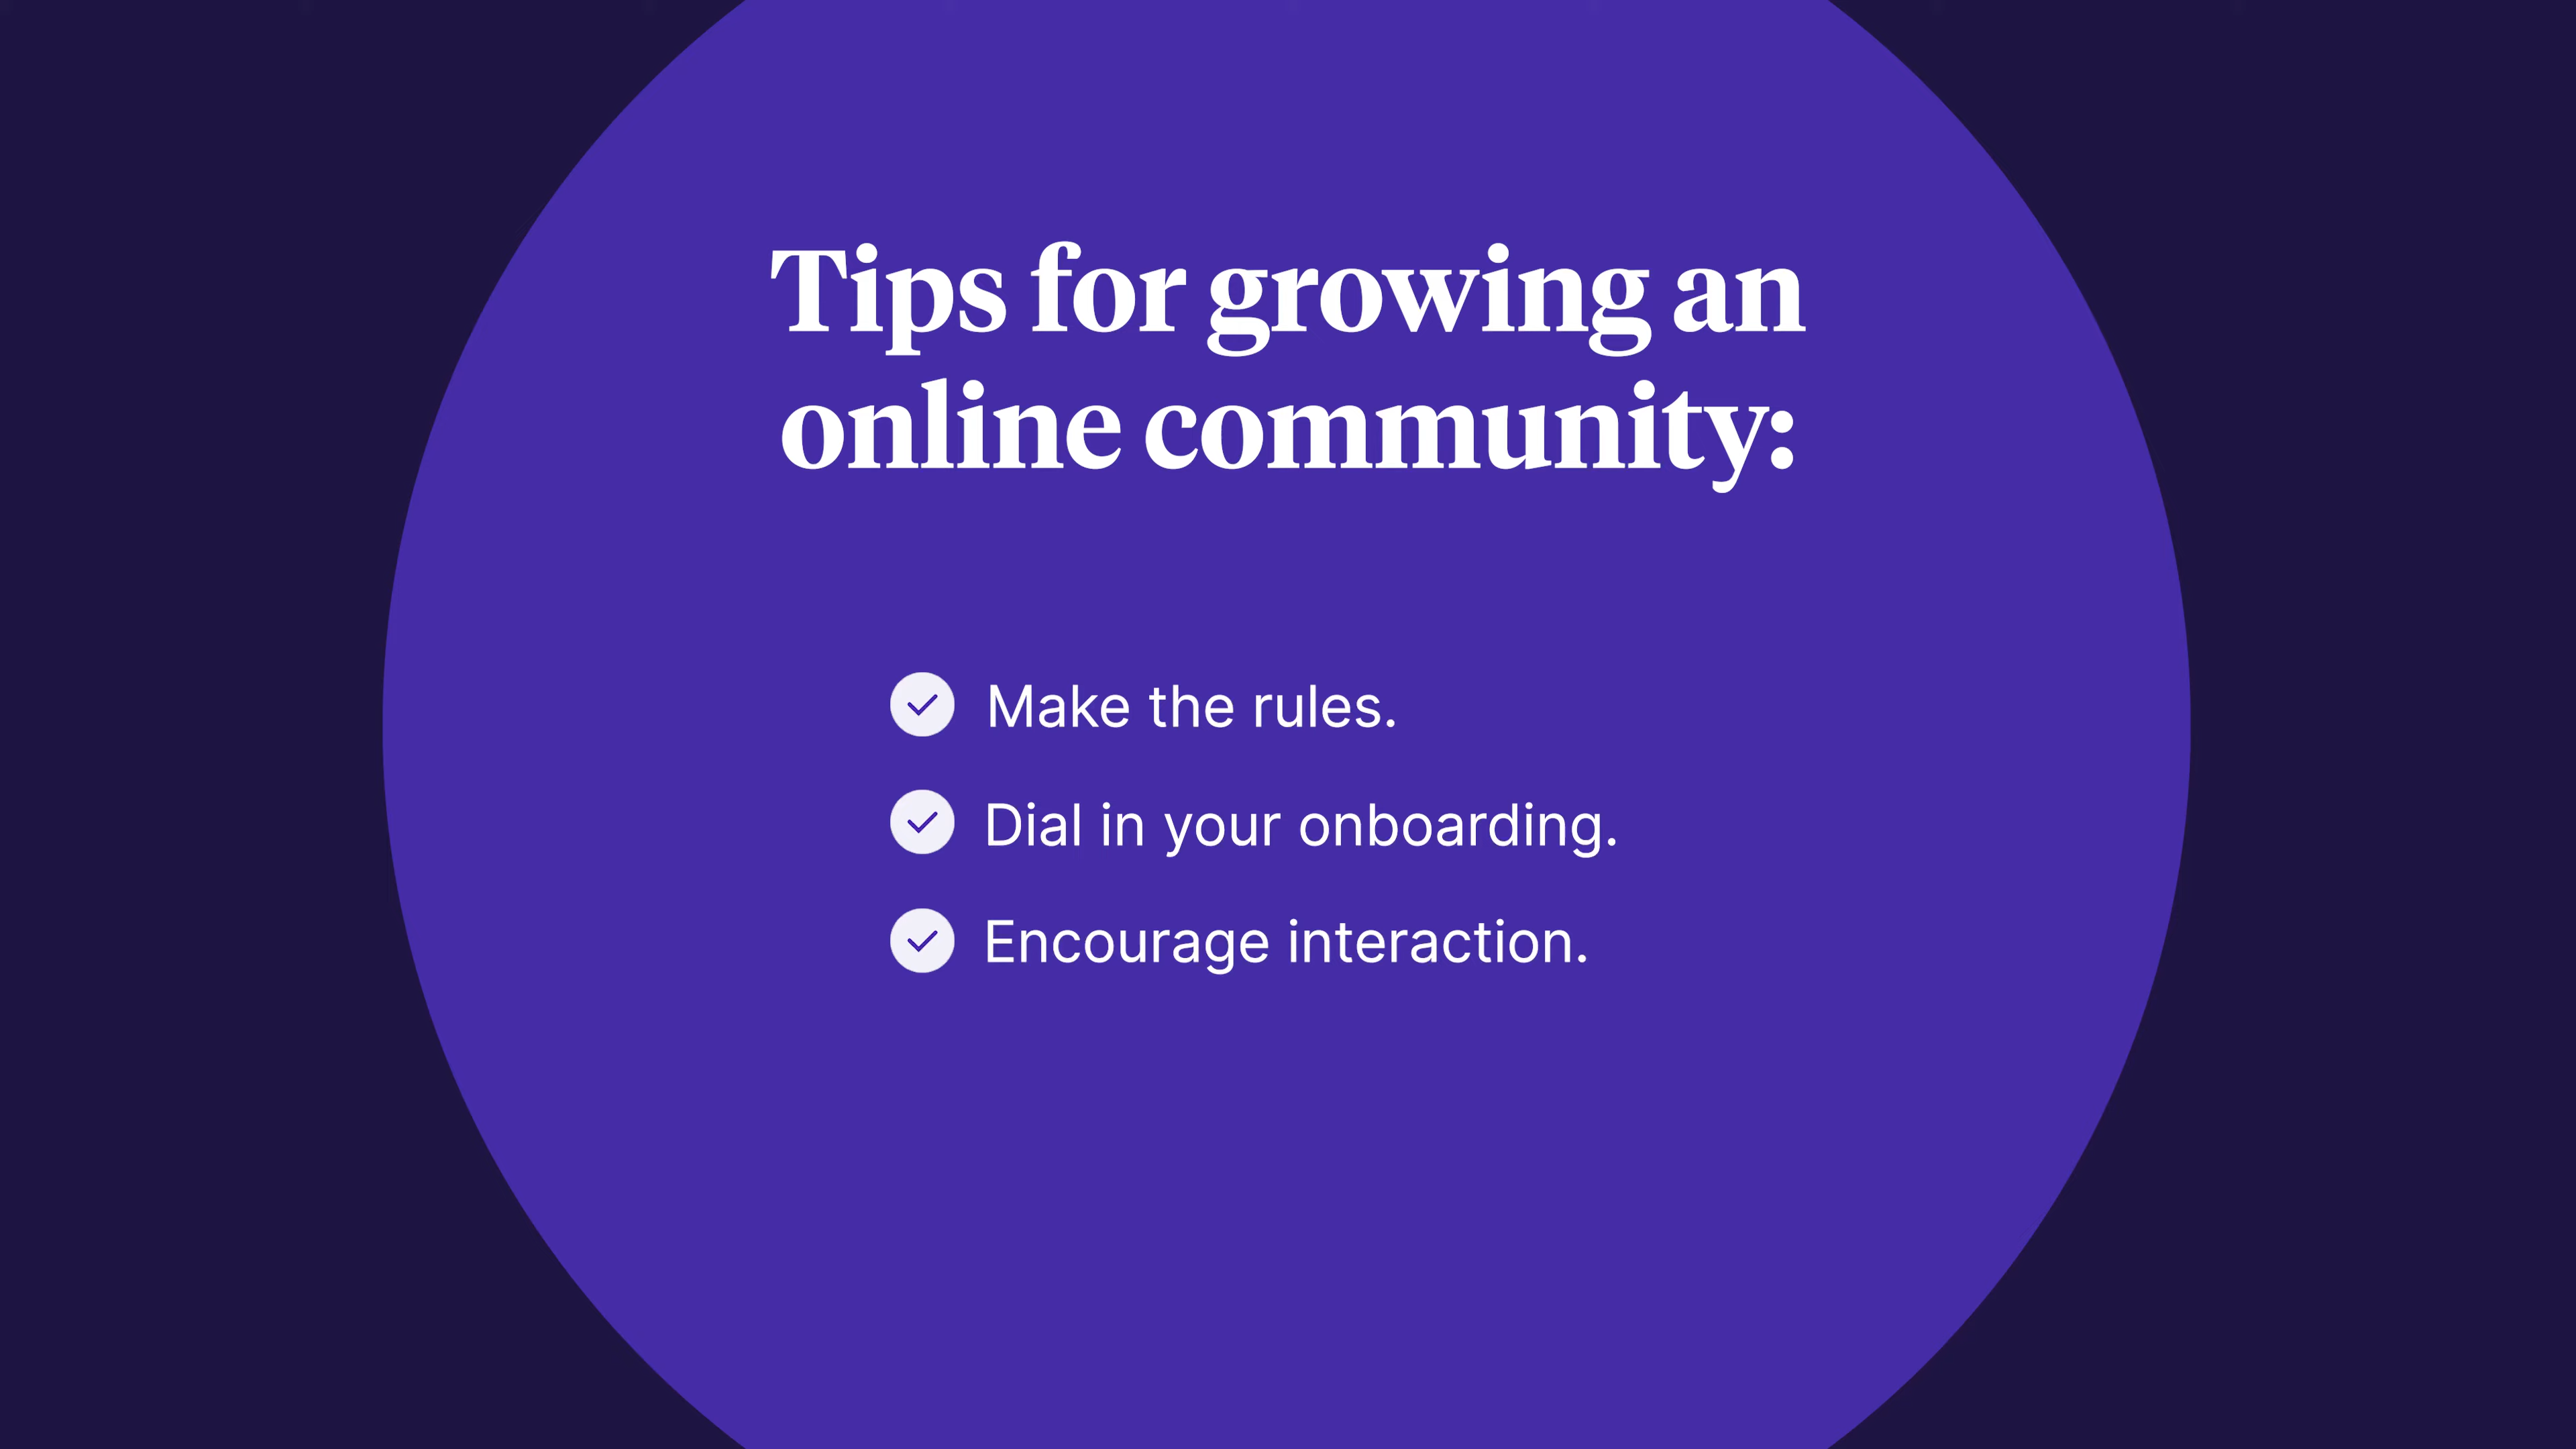 Tips for growing an
online community:
Make the rules.
Dial in your onboarding.
Encourage interaction.